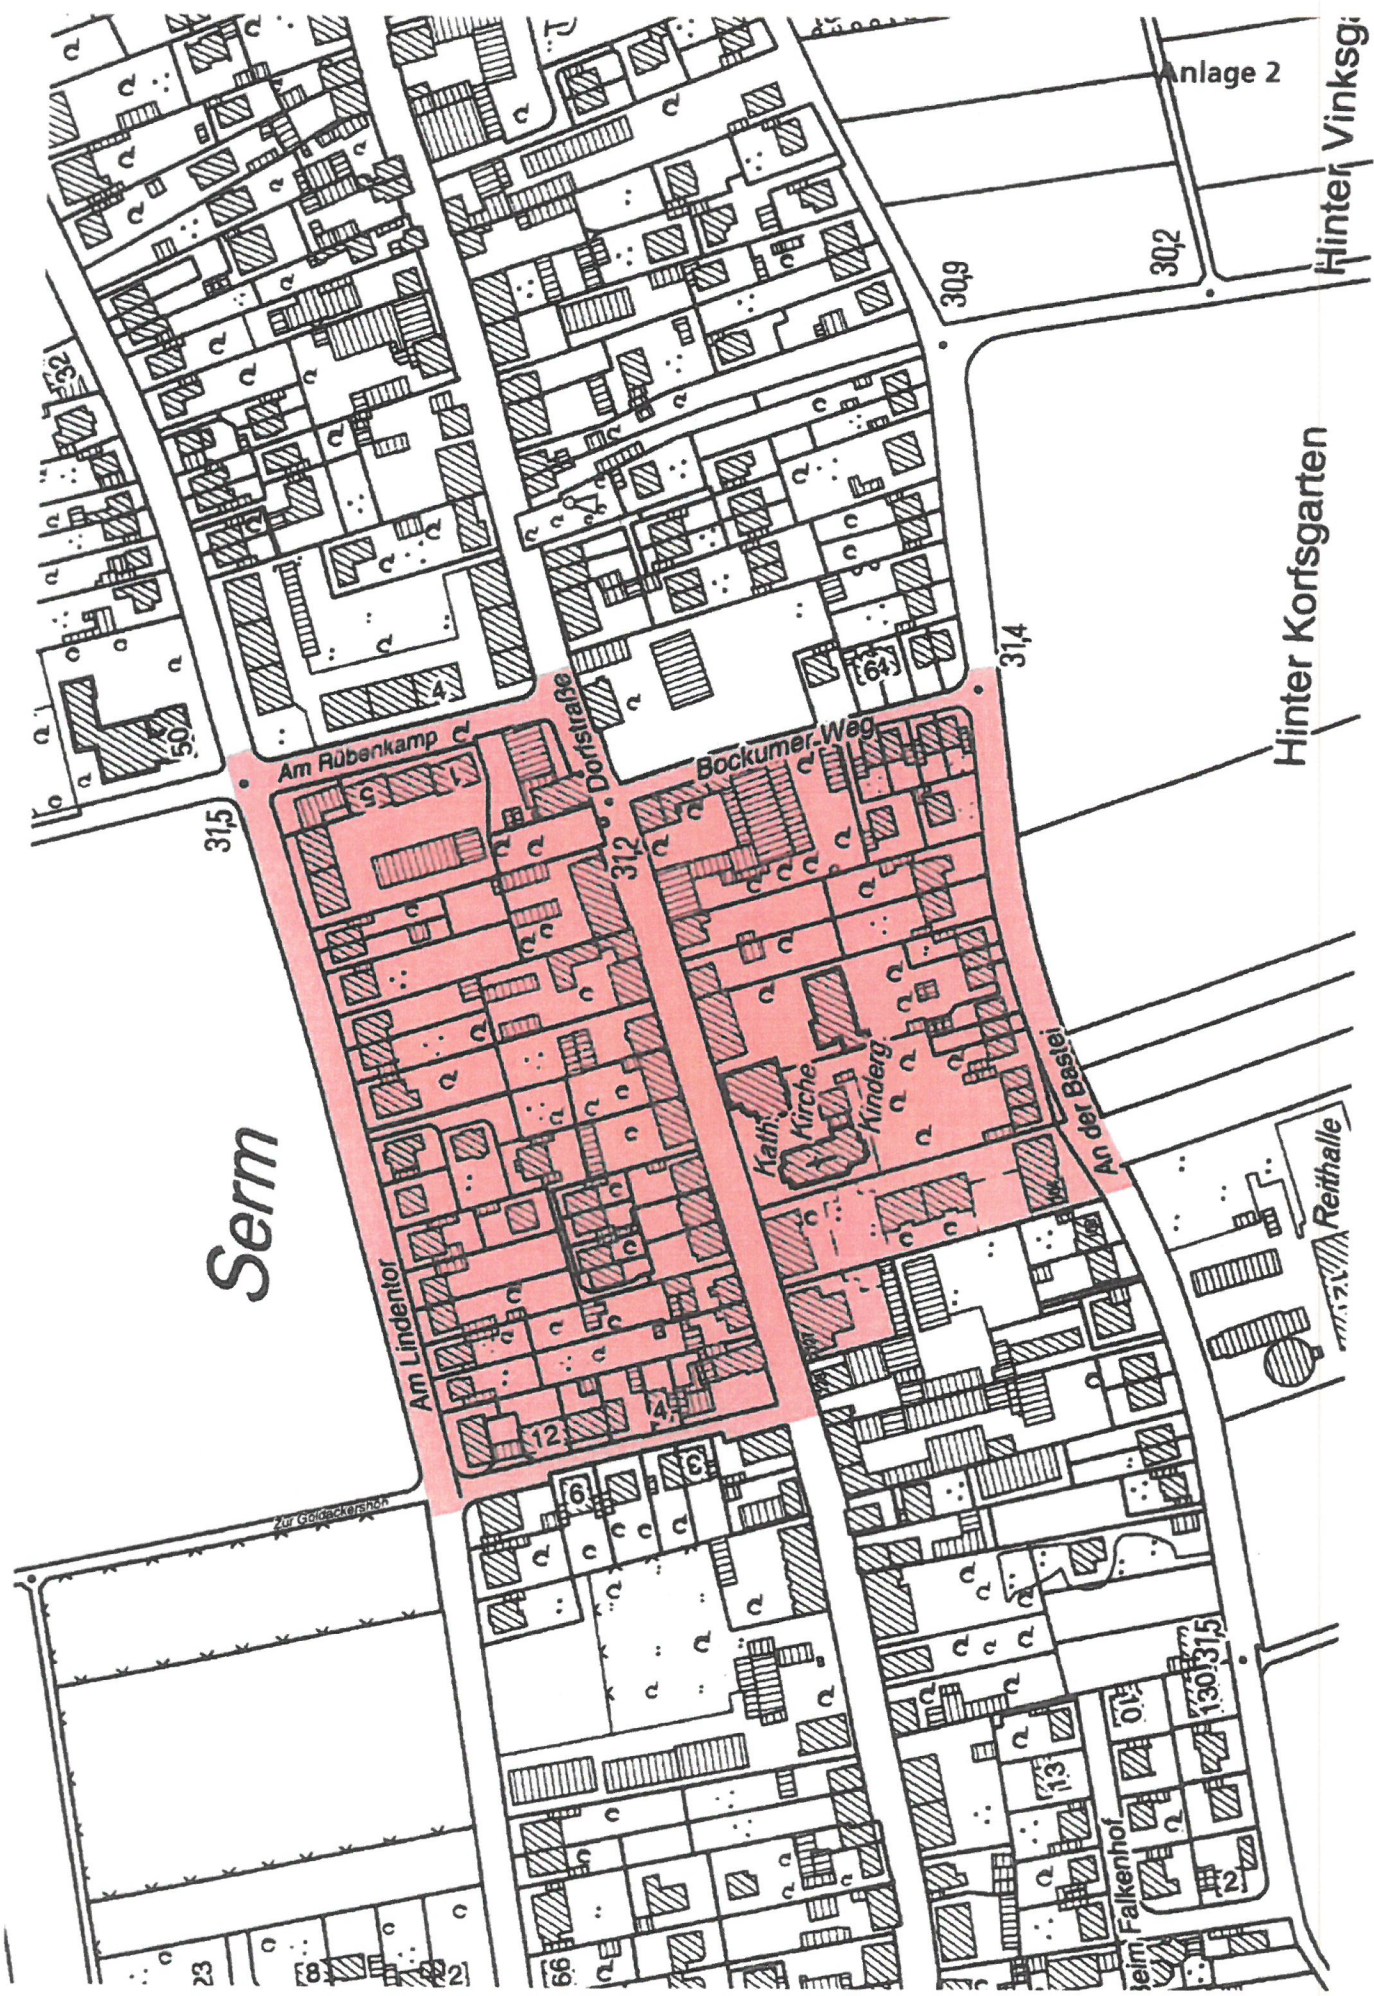 Anlage 2
Hinter Vinksg
32
30,9
30,2
Hinter Korfsgarten
50
4
64
31,4
Am Rübenkamp
Dorfstraße
Bockumer Weg
31,5
5
1
31,2
Serm
Kath.
Kirche
Kinderg.
An der Bastei
Reithalle
Am Lindentor
12
4
Zur Goldackershöh
6
3
31,5
130
10
13
Beim Falkenhof
2
23
8
2
66